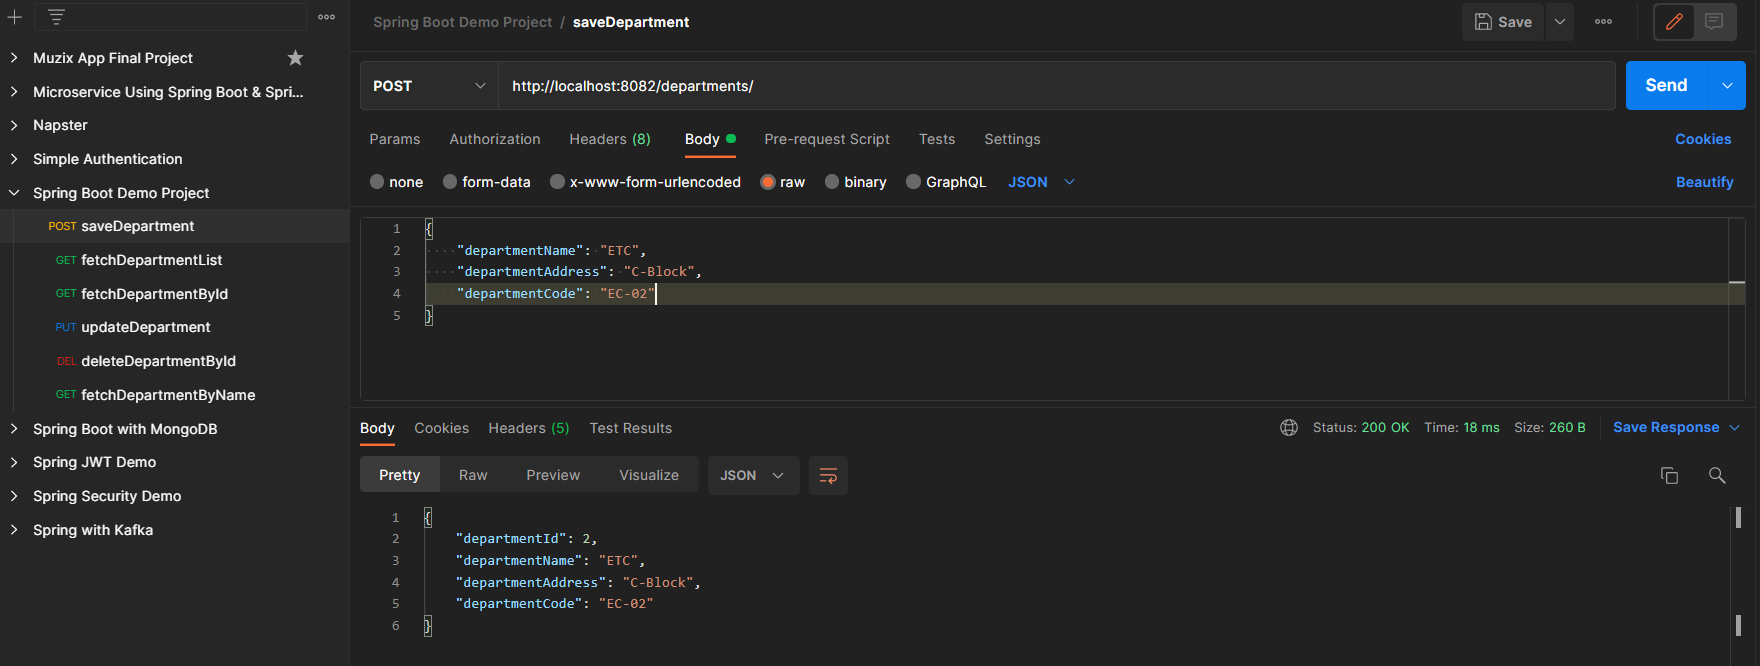 Spring Boot Demo Project / saveDepartment
Save
Muzix App Final Project
Microservice Using Spring Boot & Spri...
Napster
Simple Authentication
Spring Boot Demo Project
POST saveDepartment
GET fetchDepartmentList
GET fetchDepartmentById
PUT updateDepartment
DEL deleteDepartmentById
GET fetchDepartmentByName
Spring Boot with MongoDB
Spring JWT Demo
Spring Security Demo
Spring with Kafka
POST http://localhost:8082/departments/ Send
Params Authorization Headers (8) Body Pre-request Script Tests Settings Cookies
none form-data x-www-form-urlencoded raw binary GraphQL JSON Beautify
1 {
2 "departmentName": "ETC",
3 "departmentAddress": "C-Block",
4 "departmentCode": "EC-02"
5 }
Body Cookies Headers (5) Test Results Status: 200 OK Time: 18 ms Size: 260 B Save Response
Pretty Raw Preview Visualize JSON
1 {
2 "departmentId": 2,
3 "departmentName": "ETC",
4 "departmentAddress": "C-Block",
5 "departmentCode": "EC-02"
6 }